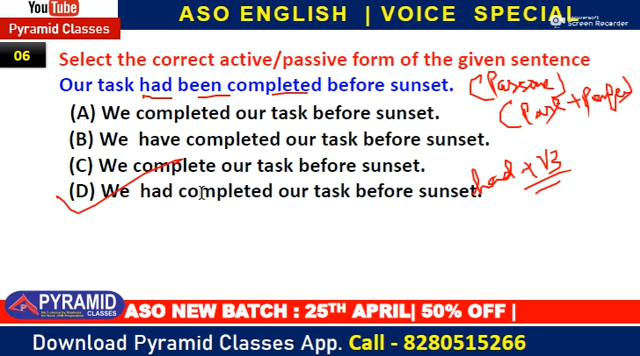 YouTube
Pyramid Classes
ASO ENGLISH | VOICE SPECIAL
Screen Recorder
06
Select the correct active/passive form of the given sentence
Our task had been completed before sunset.
(Passive)
(Past + Perfect)
(A) We completed our task before sunset.
(B) We have completed our task before sunset.
(C) We complete our task before sunset.
had + V3
(D) We had completed our task before sunset.
PYRAMID
CLASSES
ASO NEW BATCH : 25TH APRIL| 50% OFF |
Download Pyramid Classes App. Call - 8280515266